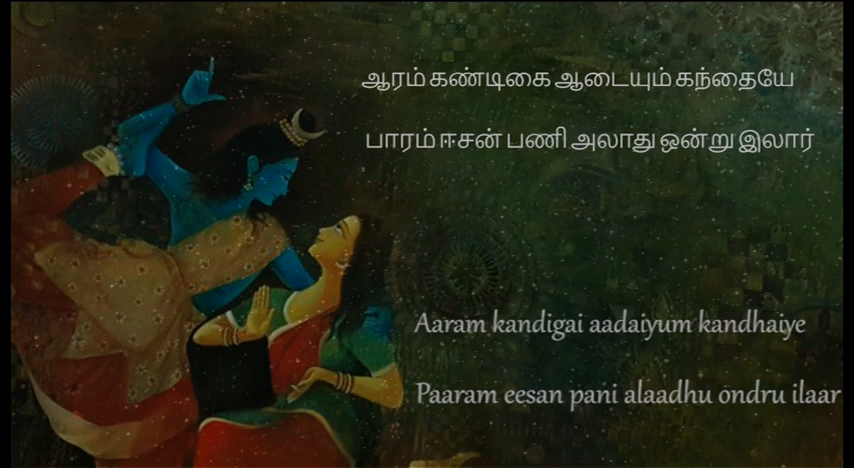 ஆரம் கண்டிகை ஆடையும் கந்தையே
பாரம் ஈசன் பணி அலாது ஒன்று இலார்
Aaram kandigai aadaiyum kandhaiye
Paaram eesan pani alaadhu ondru ilaar